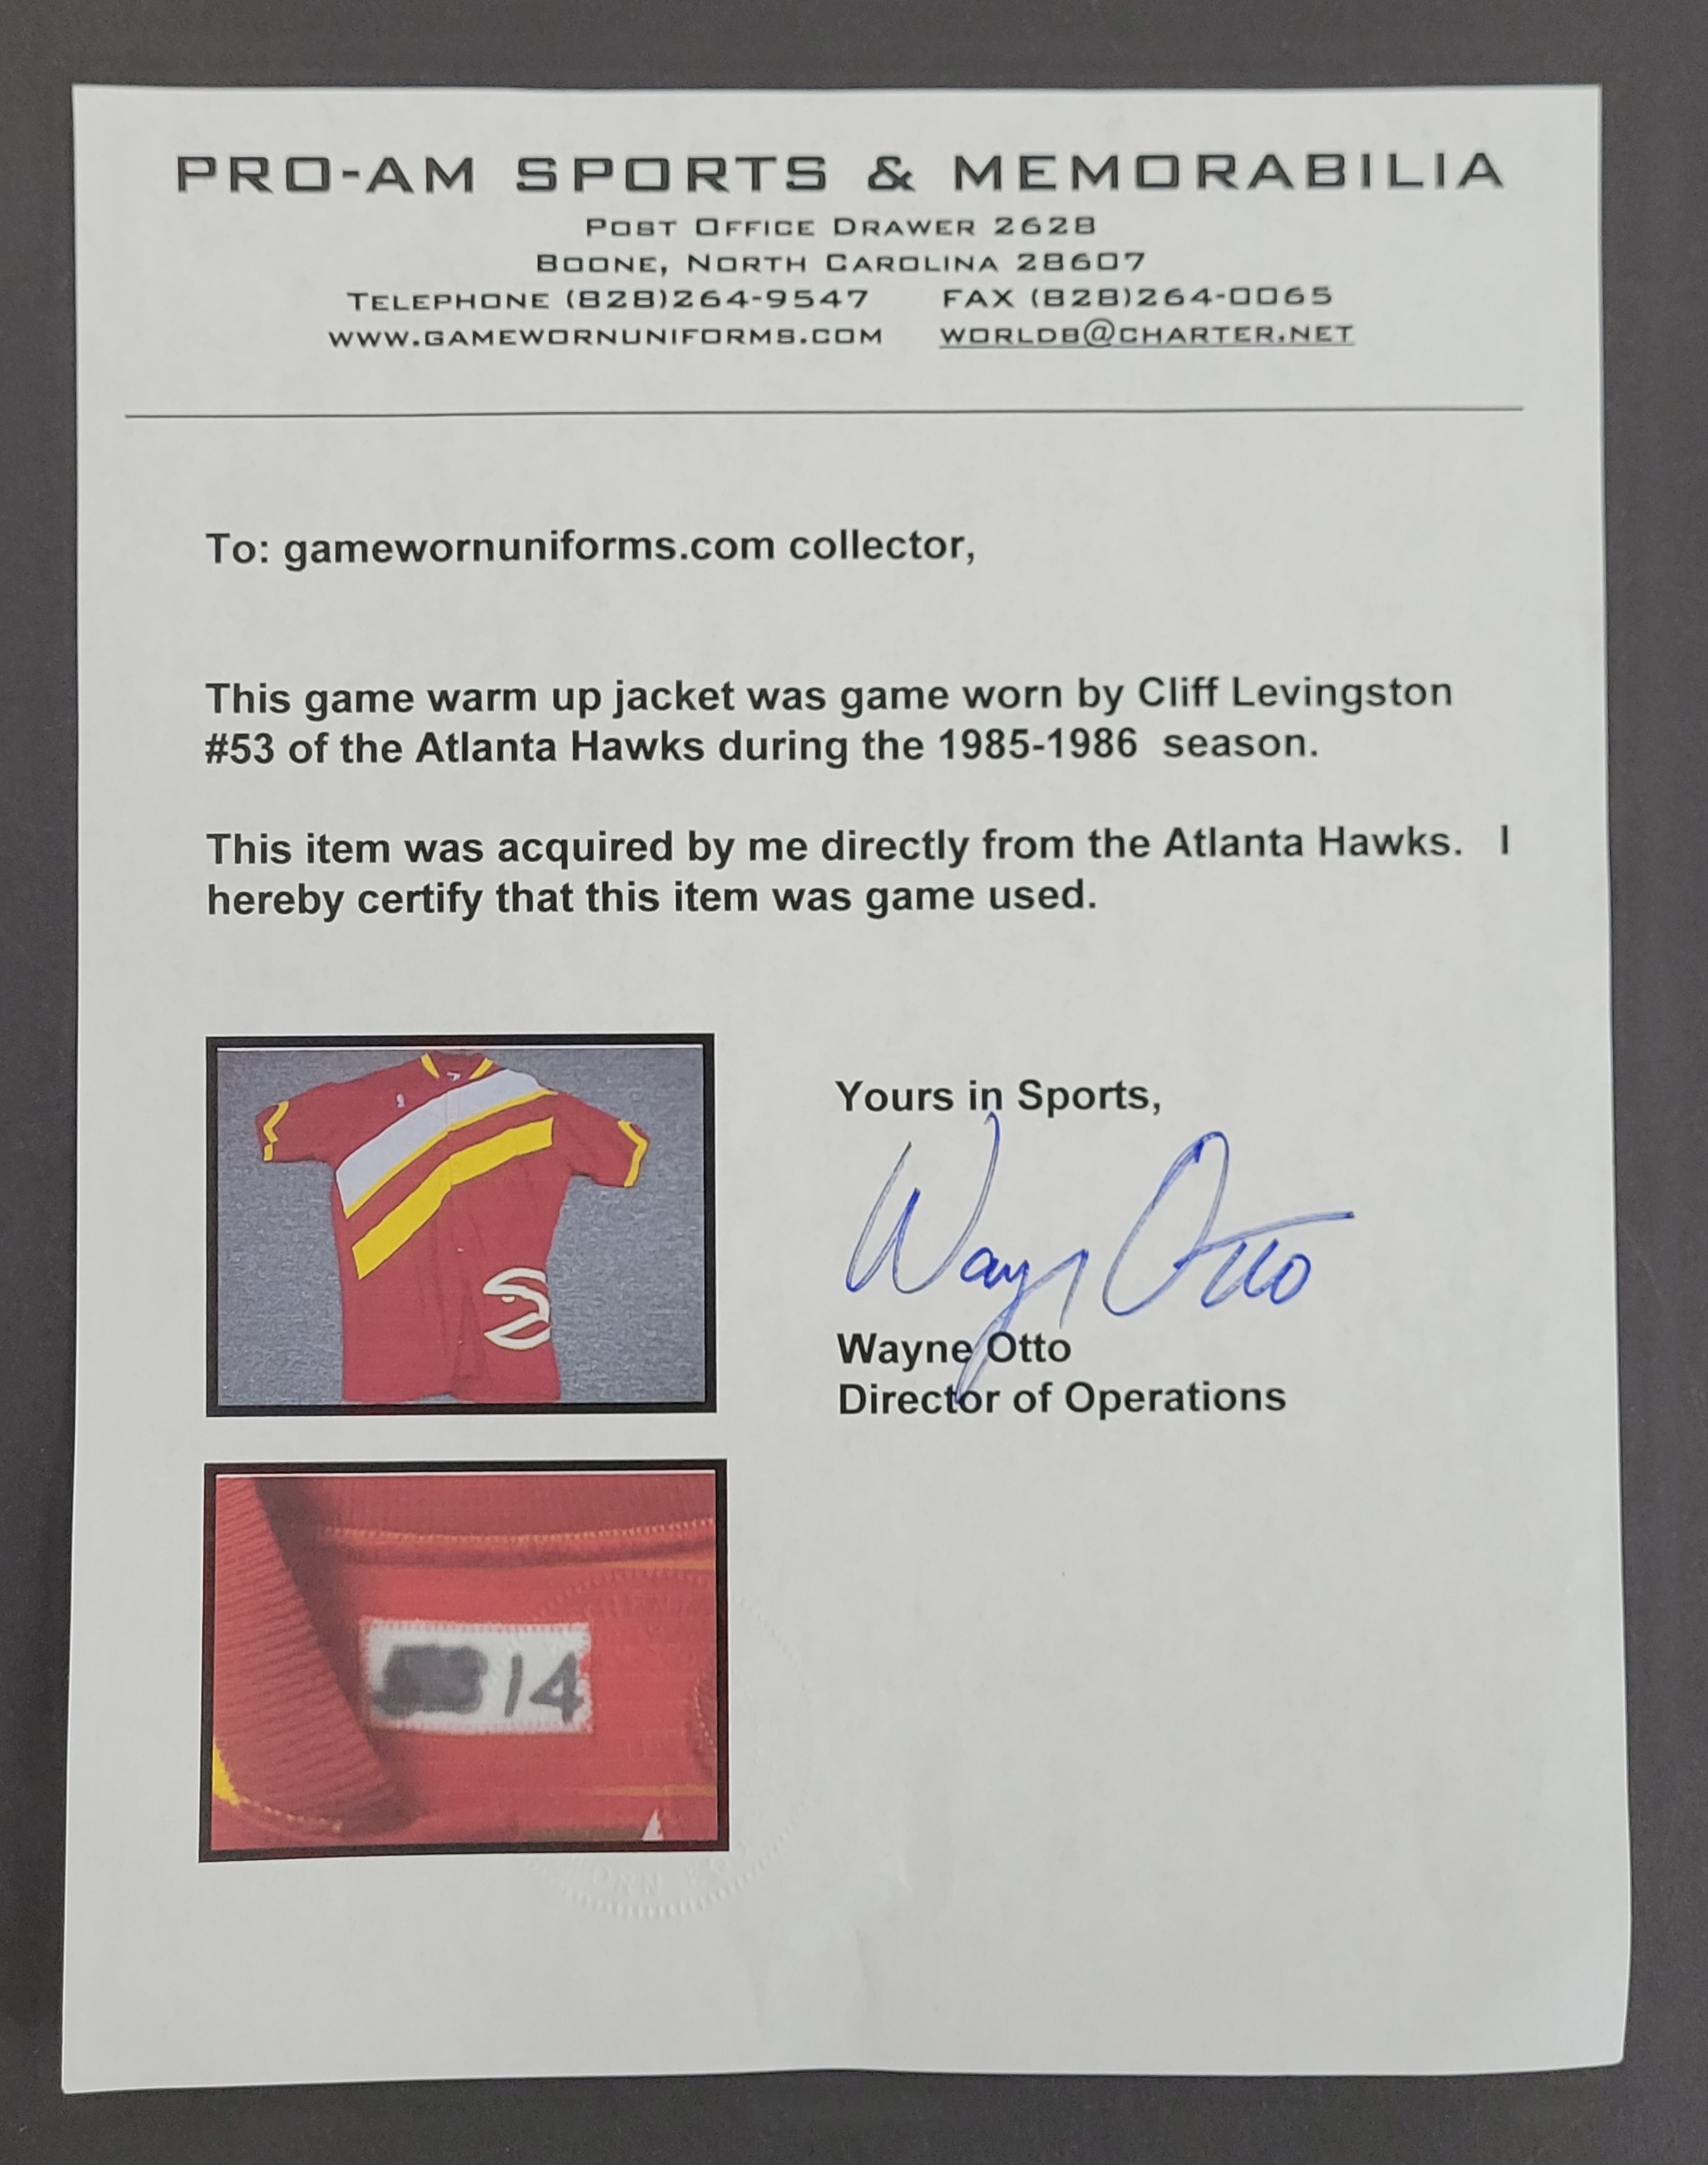 PRO-AM SPORTS & MEMORABILIA
POST OFFICE DRAWER 2628
BOONE, NORTH CAROLINA 28607
TELEPHONE (828)264-9547 FAX (828)264-0065
WWW.GAMEWORNUNIFORMS.COM WORLDB@CHARTER.NET
To: gamewornuniforms.com collector,
This game warm up jacket was game worn by Cliff Levingston
#53 of the Atlanta Hawks during the 1985-1986 season.
This item was acquired by me directly from the Atlanta Hawks. I
hereby certify that this item was game used.
Yours in Sports,
Wayne Otto
Wayne Otto
Director of Operations
14